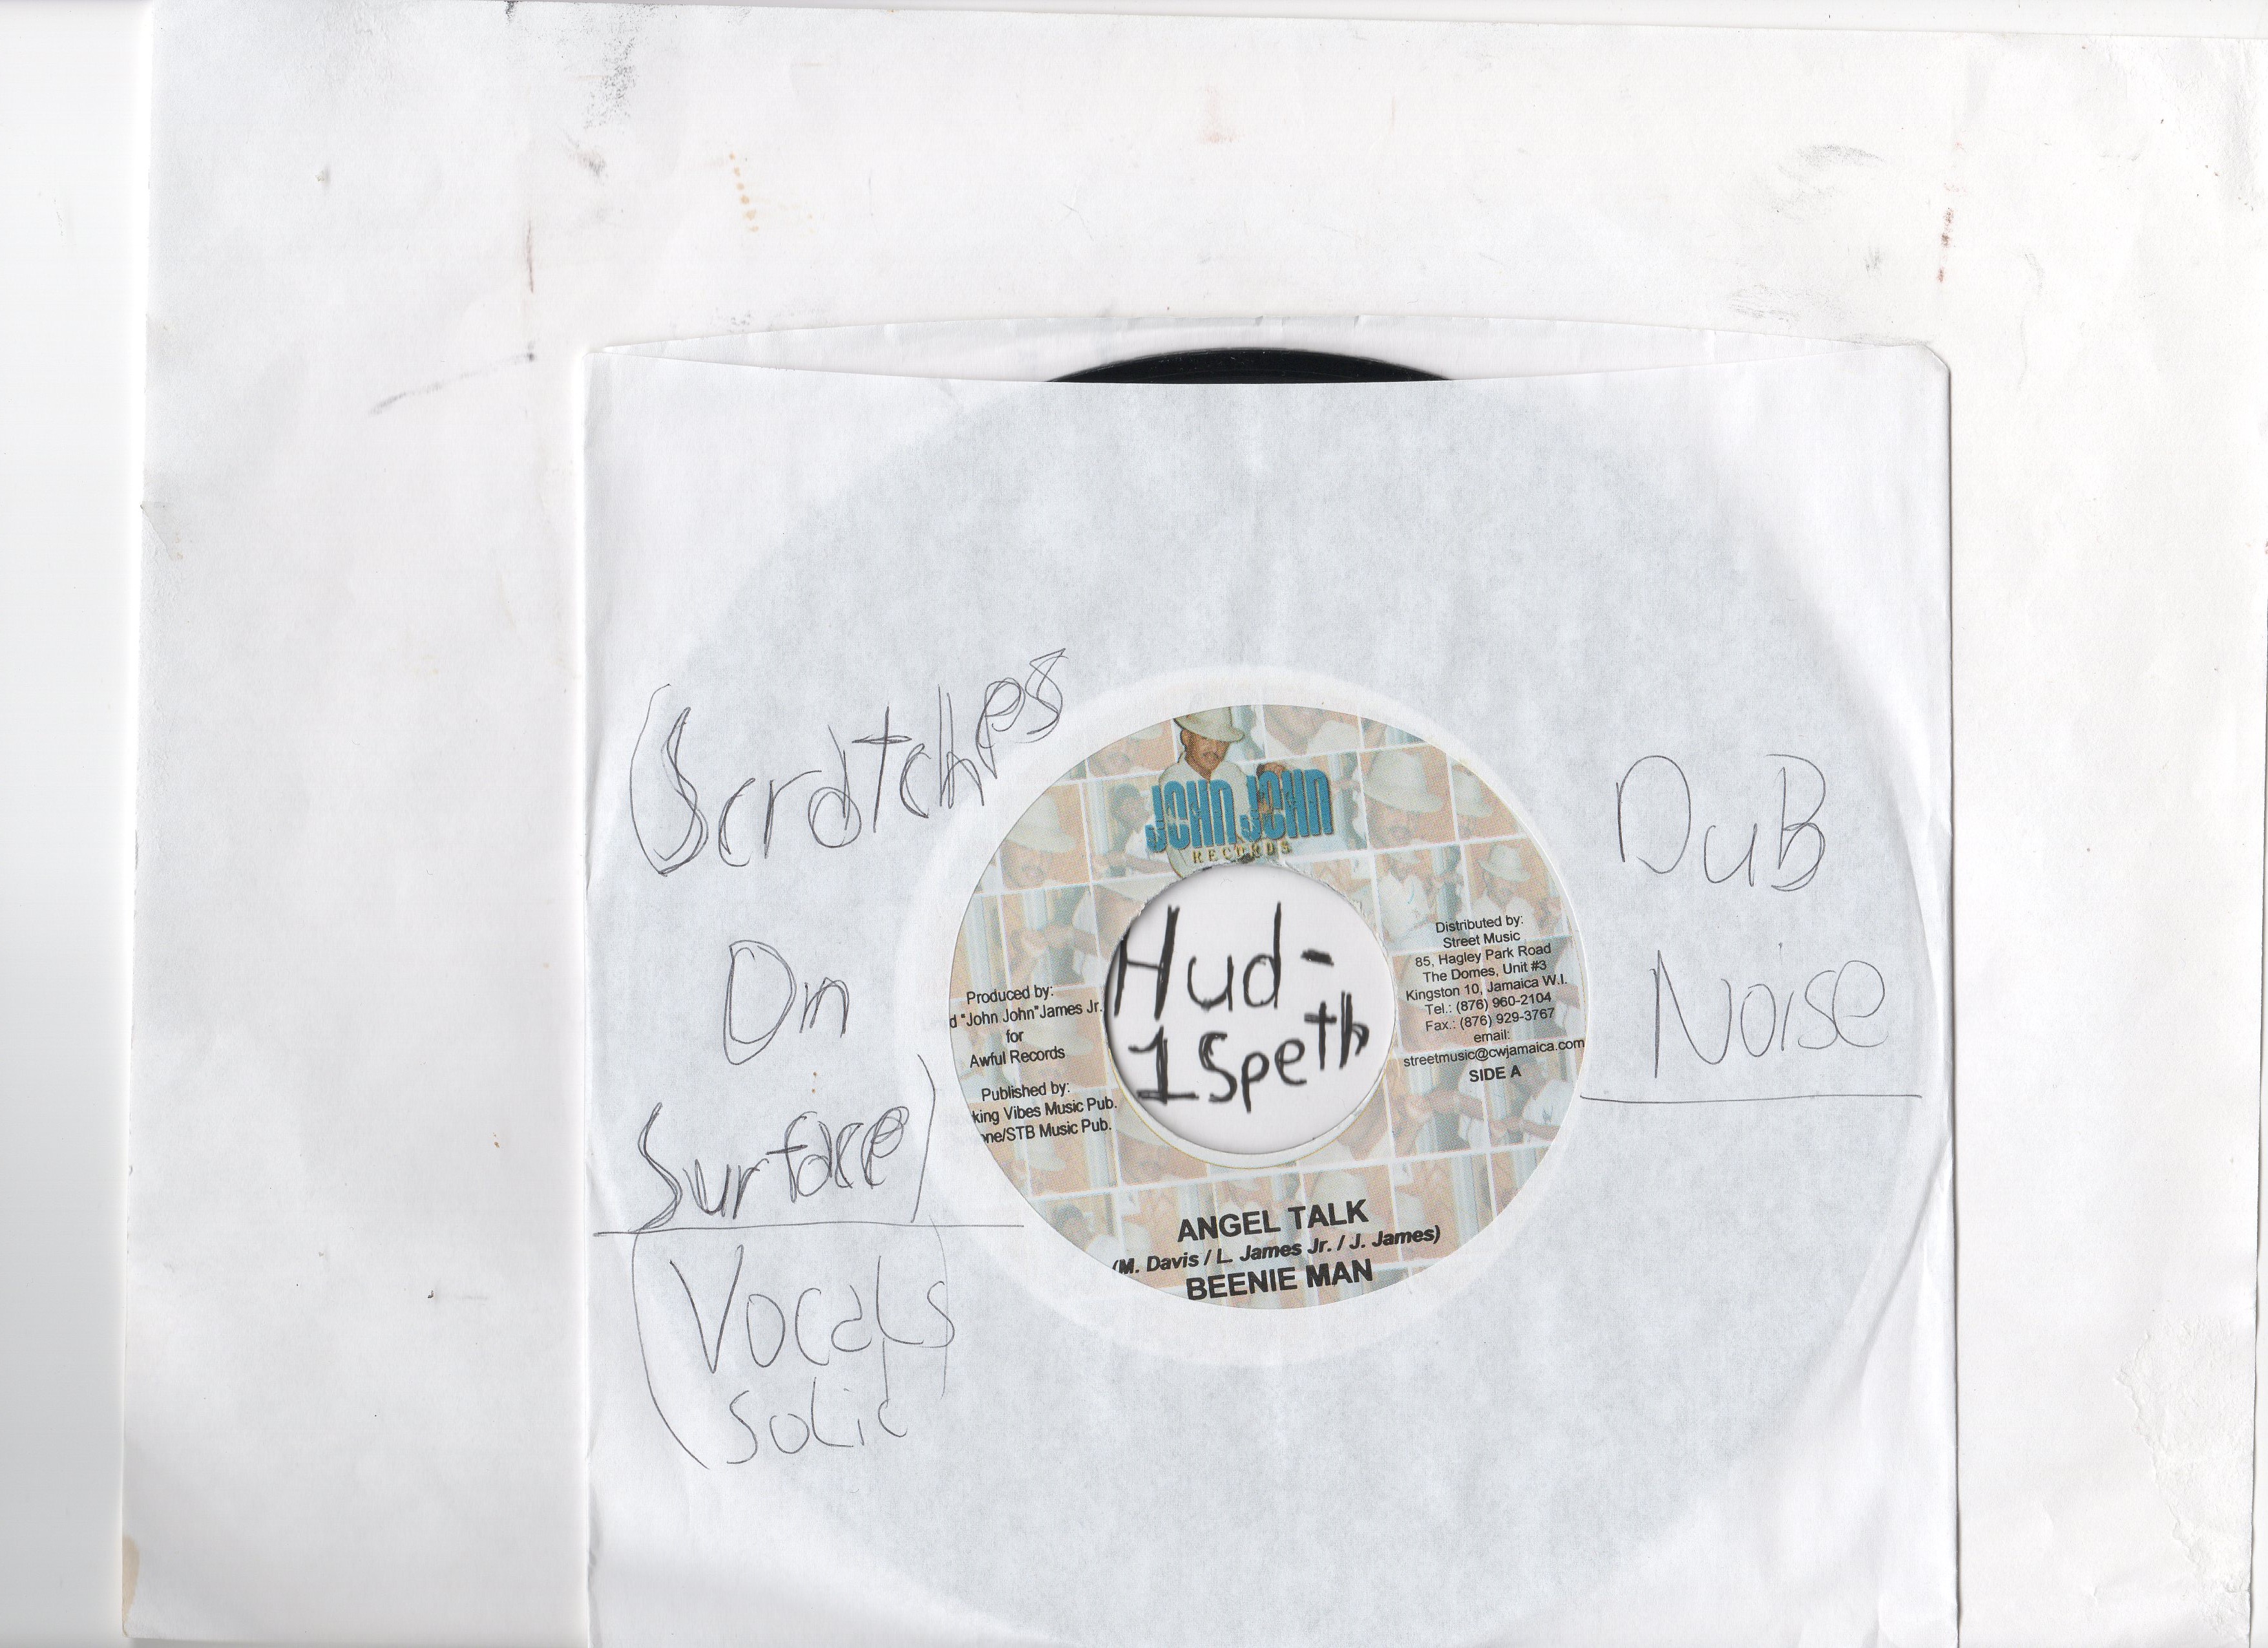 (Scratches
On
Surface)
(Vocals)
Solid
DuB
Noise
JOHN JOHN
RECORDS
Hud-
1Speth
Produced by:
d "John John"James Jr.
for
Awful Records
Published by:
king Vibes Music Pub.
one/STB Music Pub.
Distributed by:
Street Music
85, Hagley Park Road
The Domes, Unit #3
Kingston 10, Jamaica W.I.
Tel.: (876) 960-2104
Fax.: (876) 929-3767
email:
streetmusic@cwjamaica.com
SIDE A
ANGEL TALK
(M. Davis / L. James Jr. / J. James)
BEENIE MAN